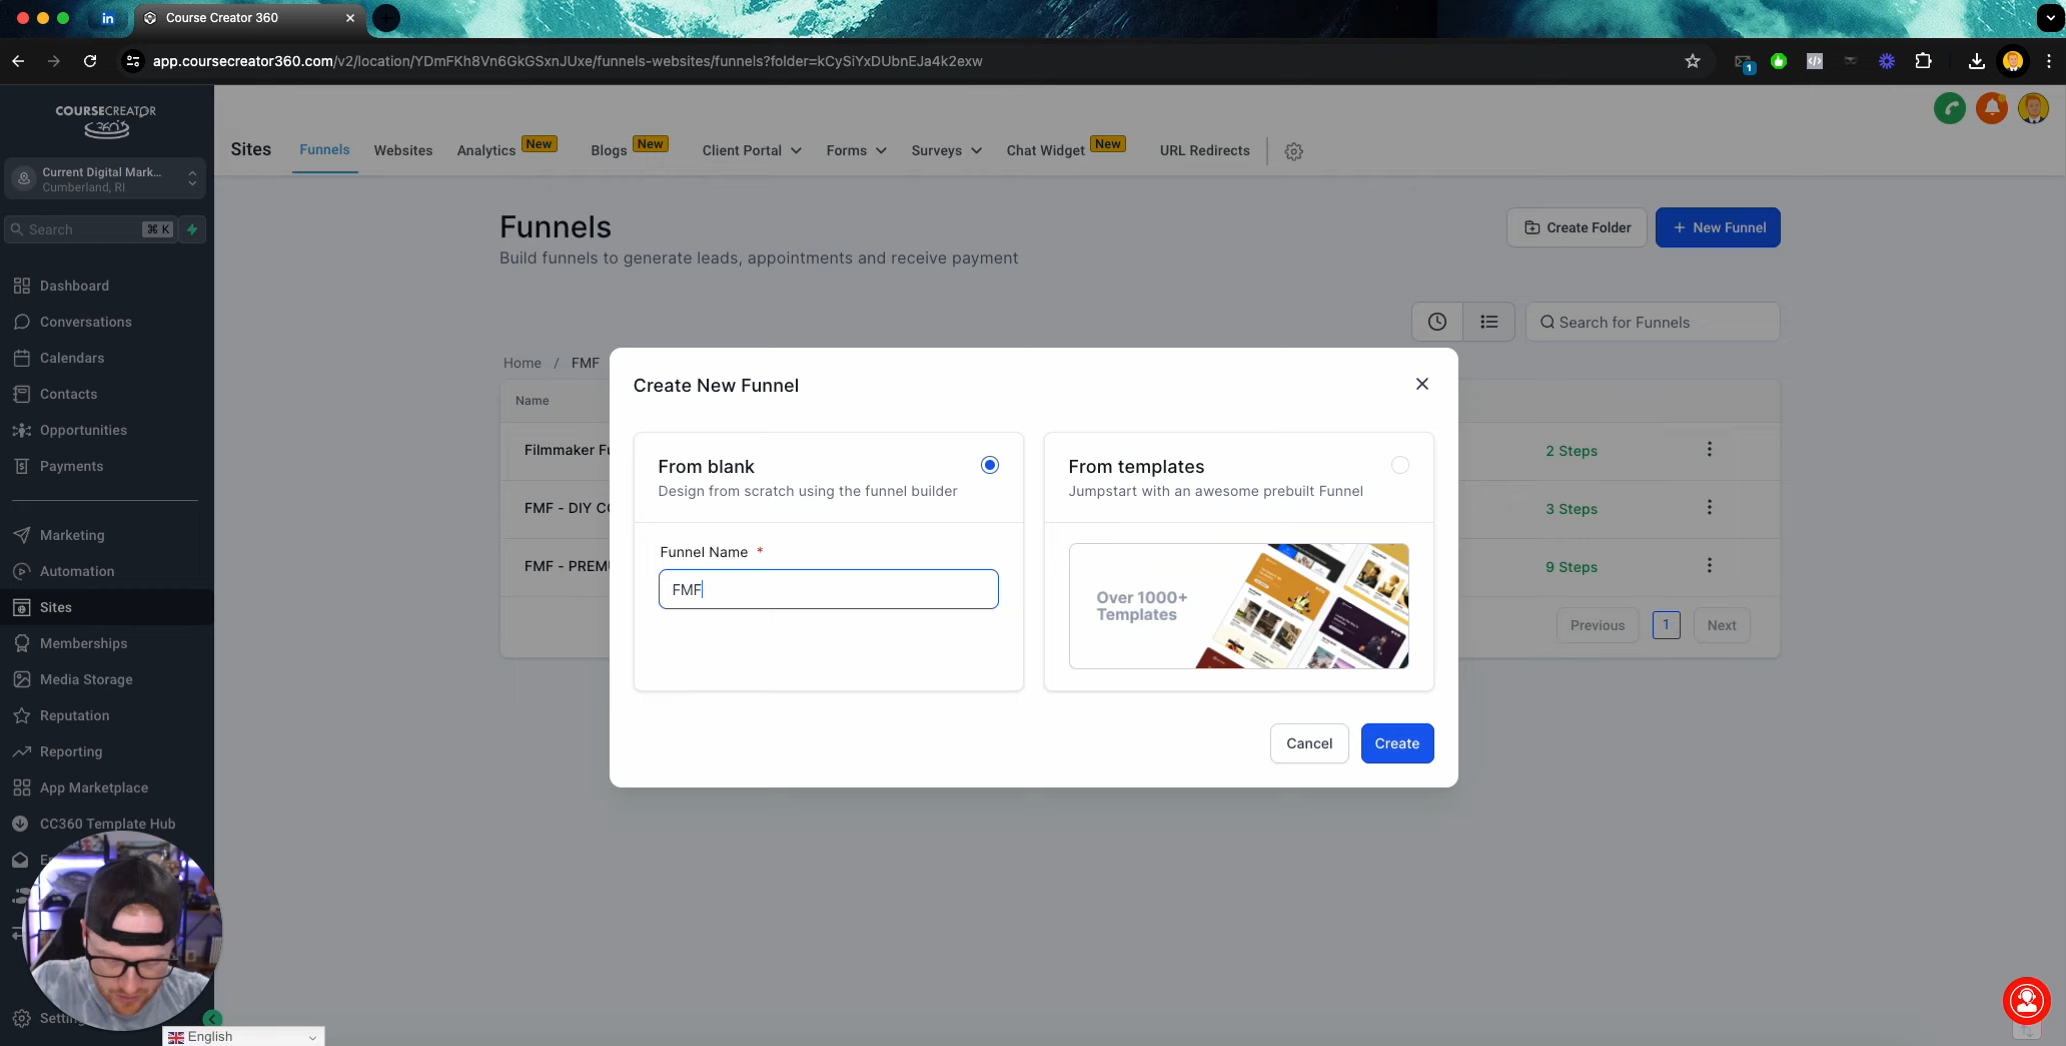 in
Course Creator 360
app.coursecreator360.com/v2/location/YDmFKh8Vn6GkGSxnJUxe/funnels-websites/funnels?folder=kCySiYxDUbnEJa4k2exw
1
COURSECREATOR
360
Current Digital Mark...
Cumberland, RI
Search
⌘ K
Dashboard
Conversations
Calendars
Contacts
Opportunities
Payments
Marketing
Automation
Sites
Memberships
Media Storage
Reputation
Reporting
App Marketplace
CC360 Template Hub
English
Sites
Funnels
Websites
Analytics
New
Blogs
New
Client Portal
Forms
Surveys
Chat Widget
New
URL Redirects
Funnels
Build funnels to generate leads, appointments and receive payment
Create Folder
+ New Funnel
Search for Funnels
Home / FMF
Name
Filmmaker Fu
2 Steps
FMF - DIY CO
3 Steps
FMF - PREM
9 Steps
Previous
1
Next
Create New Funnel
From blank
Design from scratch using the funnel builder
Funnel Name *
FMF
From templates
Jumpstart with an awesome prebuilt Funnel
Over 1000+
Templates
Cancel
Create